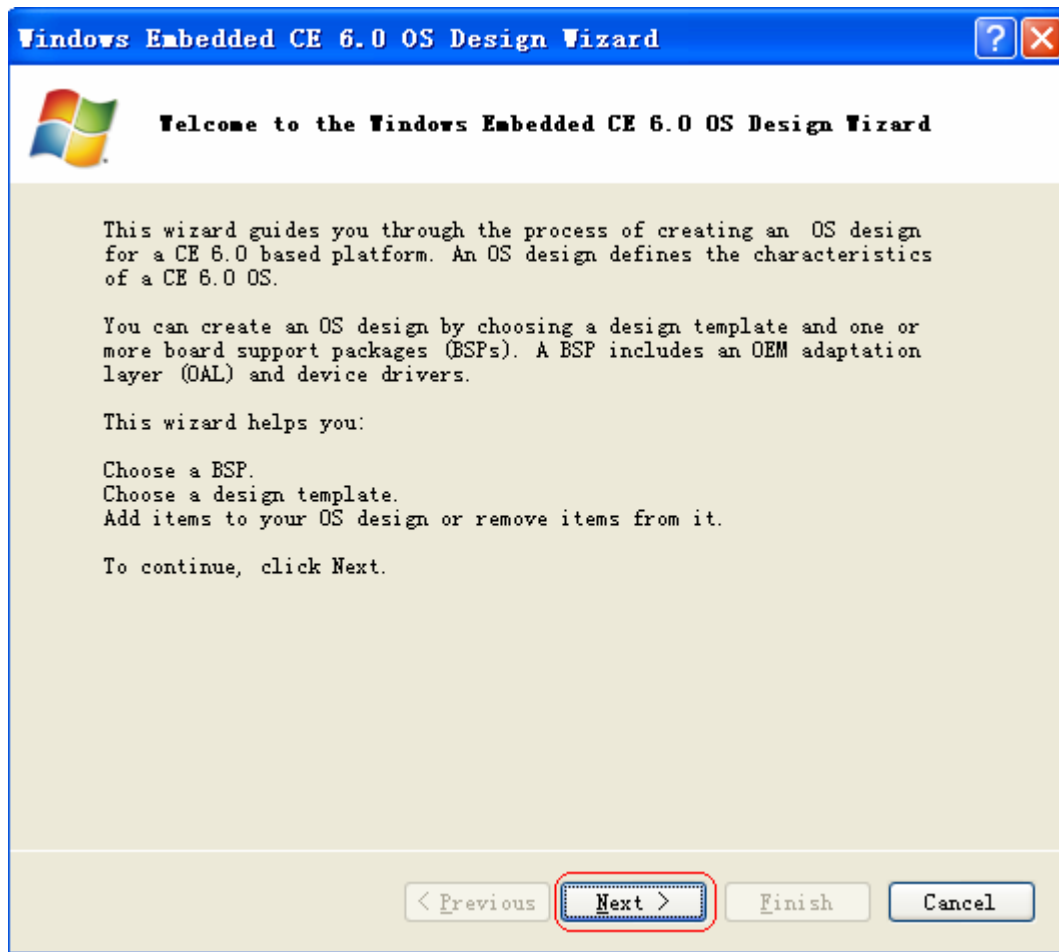 Windows Embedded CE 6.0 OS Design Wizard
Welcome to the Windows Embedded CE 6.0 OS Design Wizard
This wizard guides you through the process of creating an  OS design
for a CE 6.0 based platform. An OS design defines the characteristics
of a CE 6.0 OS.
You can create an OS design by choosing a design template and one or
more board support packages (BSPs). A BSP includes an OEM adaptation
layer (OAL) and device drivers.
This wizard helps you:
Choose a BSP.
Choose a design template.
Add items to your OS design or remove items from it.
To continue, click Next.
< Previous Next > Finish Cancel